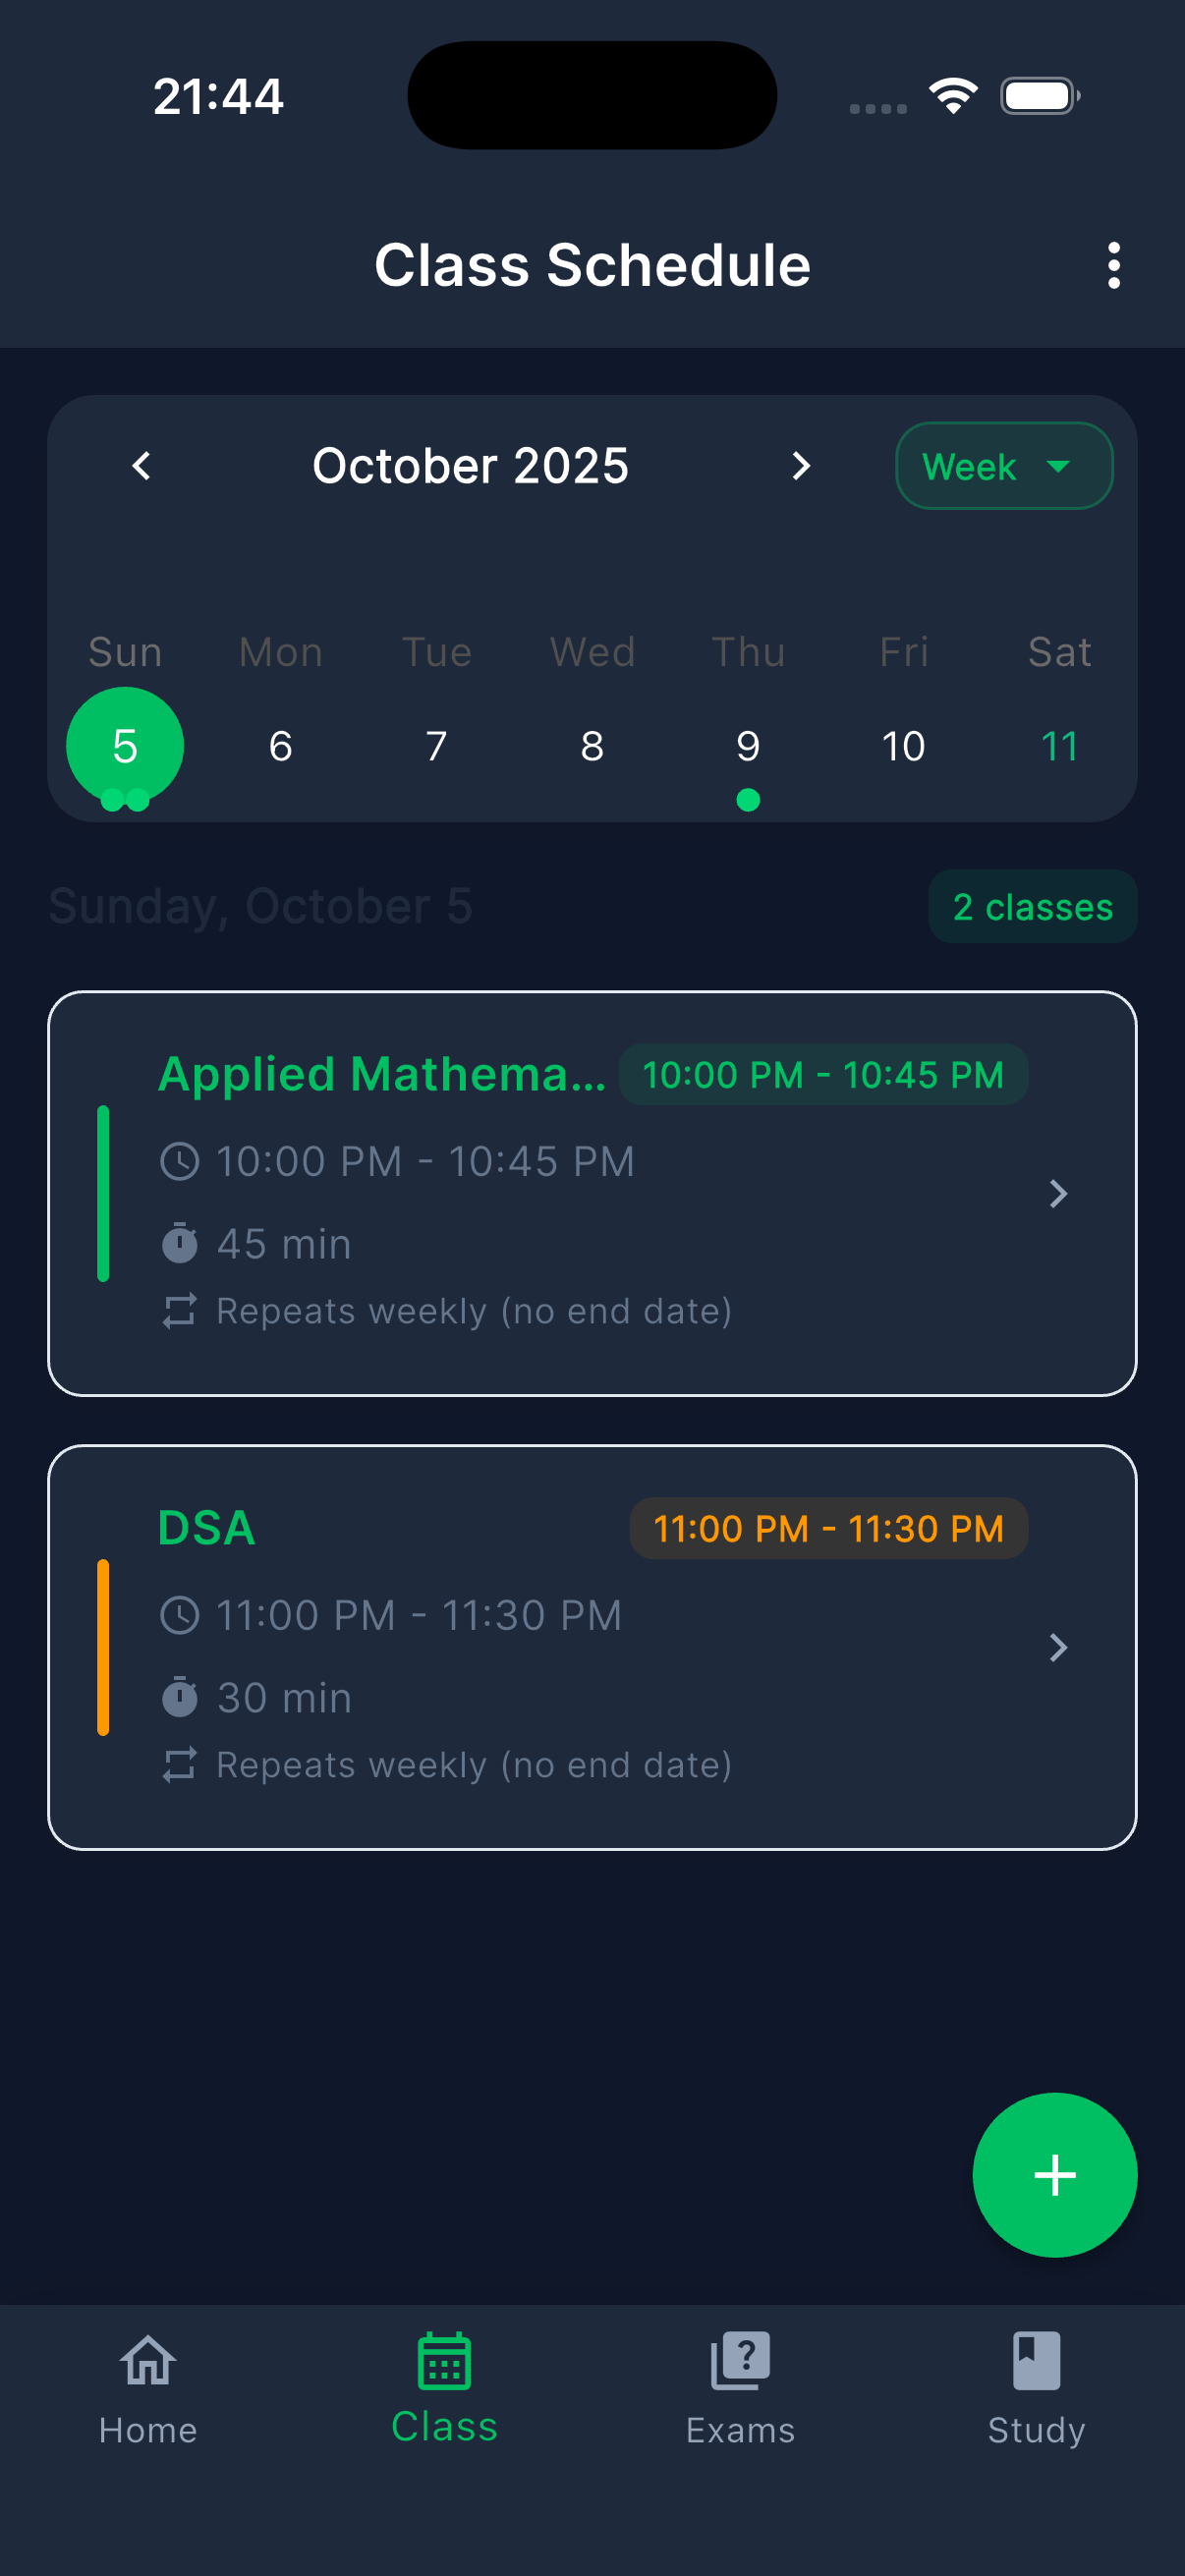 21:44
Class Schedule
October 2025
Week
Sun Mon Tue Wed Thu Fri Sat
5 6 7 8 9 10 11
Sunday, October 5
2 classes
Applied Mathema...
10:00 PM - 10:45 PM
10:00 PM - 10:45 PM
45 min
Repeats weekly (no end date)
DSA
11:00 PM - 11:30 PM
11:00 PM - 11:30 PM
30 min
Repeats weekly (no end date)
Home Class Exams Study